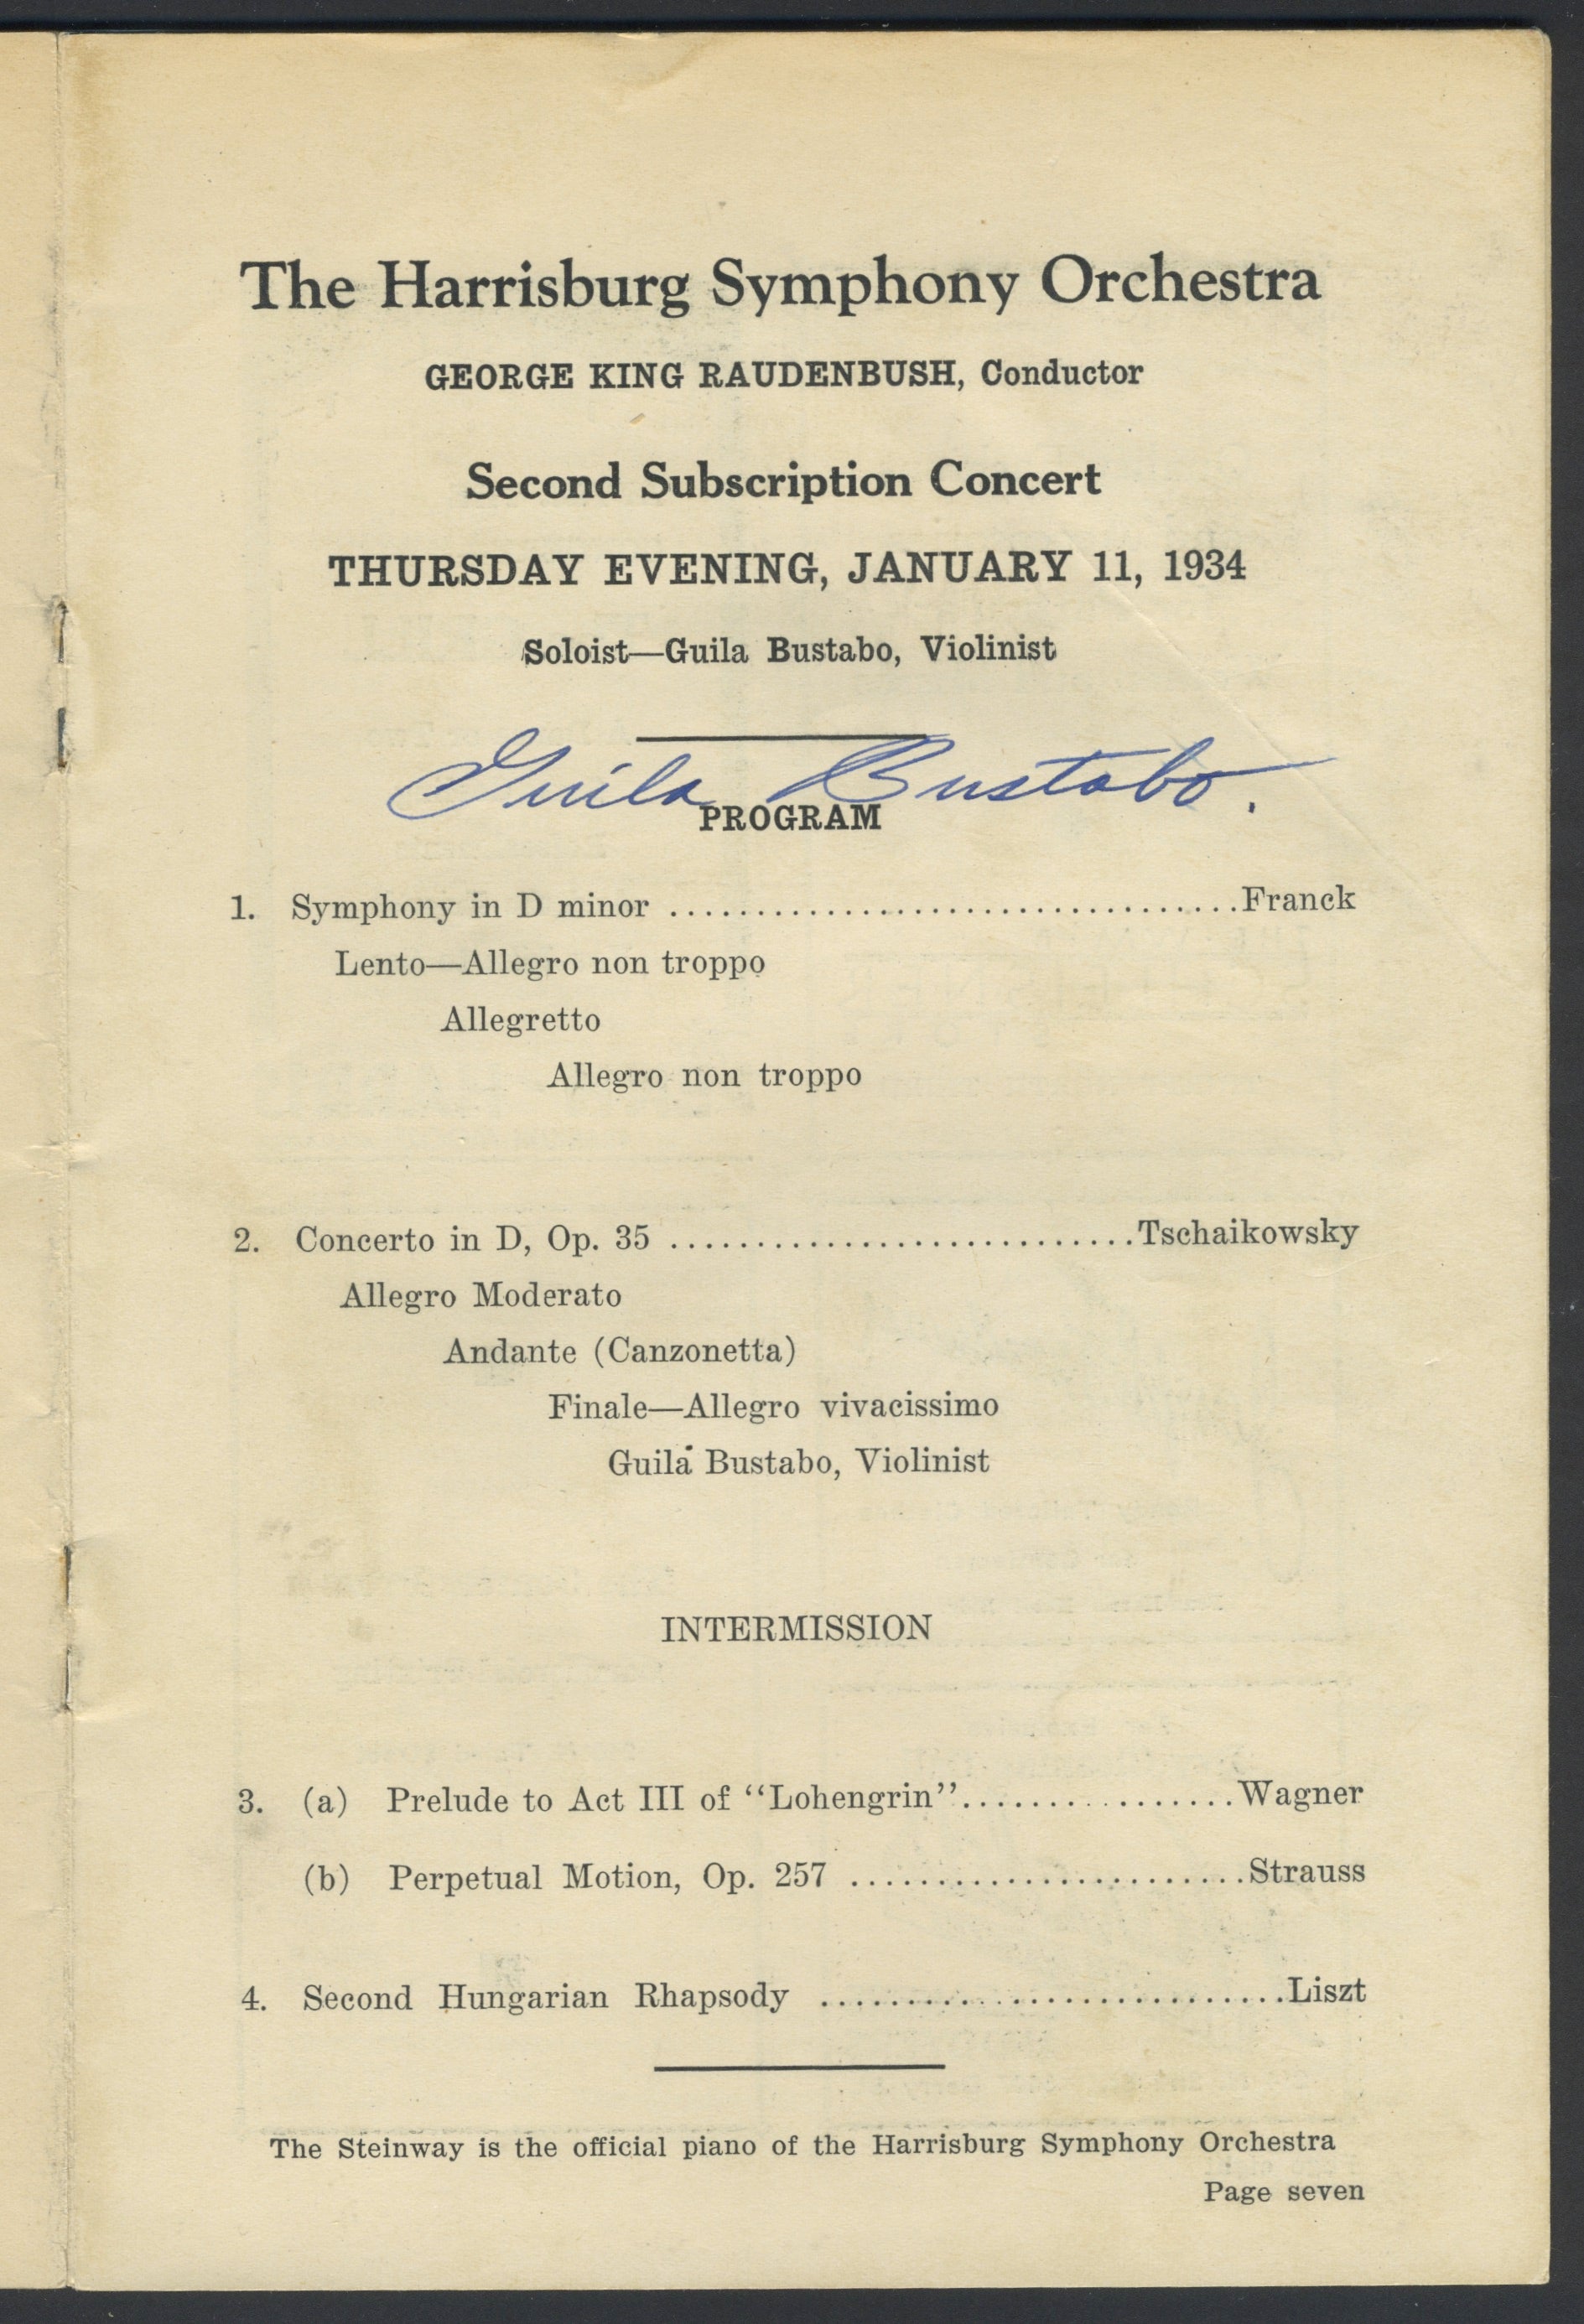 The Harrisburg Symphony Orchestra
GEORGE KING RAUDENBUSH, Conductor
Second Subscription Concert
THURSDAY EVENING, JANUARY 11, 1934
Soloist—Guila Bustabo, Violinist
Guila Bustabo.
PROGRAM
1. Symphony in D minor ..................................Franck
Lento—Allegro non troppo
Allegretto
Allegro non troppo
2. Concerto in D, Op. 35 ...........................Tschaikowsky
Allegro Moderato
Andante (Canzonetta)
Finale—Allegro vivacissimo
Guila Bustabo, Violinist
INTERMISSION
3. (a) Prelude to Act III of "Lohengrin"................Wagner
(b) Perpetual Motion, Op. 257 .......................Strauss
4. Second Hungarian Rhapsody ...........................Liszt
The Steinway is the official piano of the Harrisburg Symphony Orchestra
Page seven